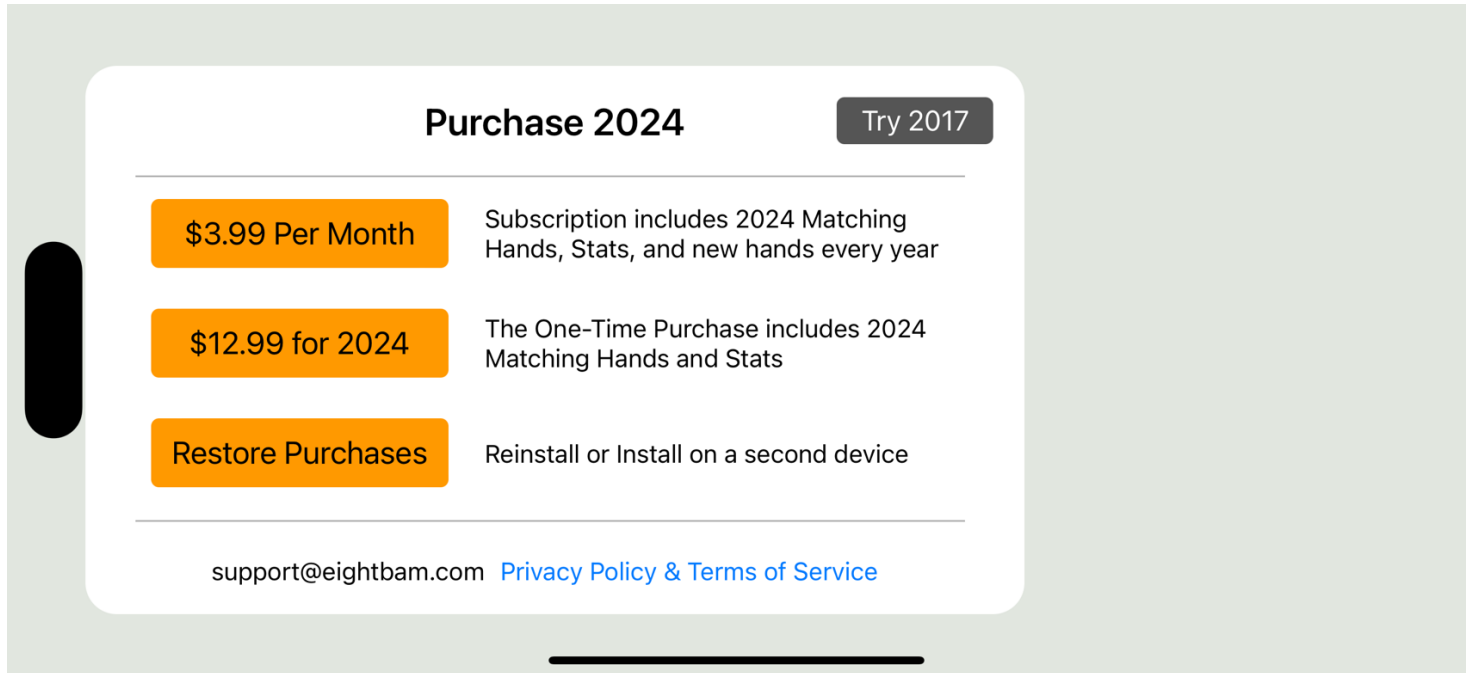 Purchase 2024
Try 2017
$3.99 Per Month
Subscription includes 2024 Matching
Hands, Stats, and new hands every year
$12.99 for 2024
The One-Time Purchase includes 2024
Matching Hands and Stats
Restore Purchases
Reinstall or Install on a second device
support@eightbam.com Privacy Policy & Terms of Service